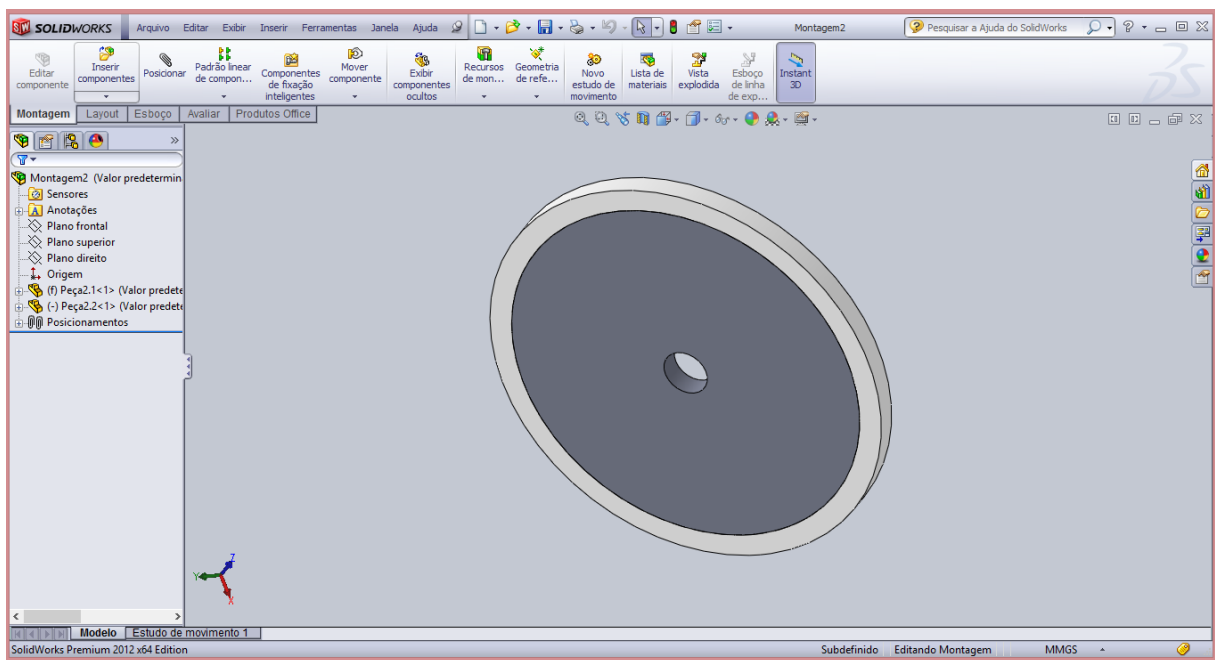 SW SOLIDWORKS Arquivo Editar Exibir Inserir Ferramentas Janela Ajuda Montagem2 Pesquisar a Ajuda do SolidWorks
Editar componente
Inserir componentes
Posicionar
Padrão linear de compon...
Componentes de fixação inteligentes
Mover componente
Exibir componentes ocultos
Recursos de mon...
Geometria de refe...
Novo estudo de movimento
Lista de materiais
Vista explodida
Esboço de linha de exp...
Instant 3D
Montagem Layout Esboço Avaliar Produtos Office
Montagem2 (Valor predetermin
Sensores
A Anotações
Plano frontal
Plano superior
Plano direito
Origem
(f) Peça2.1<1> (Valor predete
(-) Peça2.2<1> (Valor predete
Posicionamentos
Z
Y
X
Modelo Estudo de movimento 1
SolidWorks Premium 2012 x64 Edition Subdefinido Editando Montagem MMGS